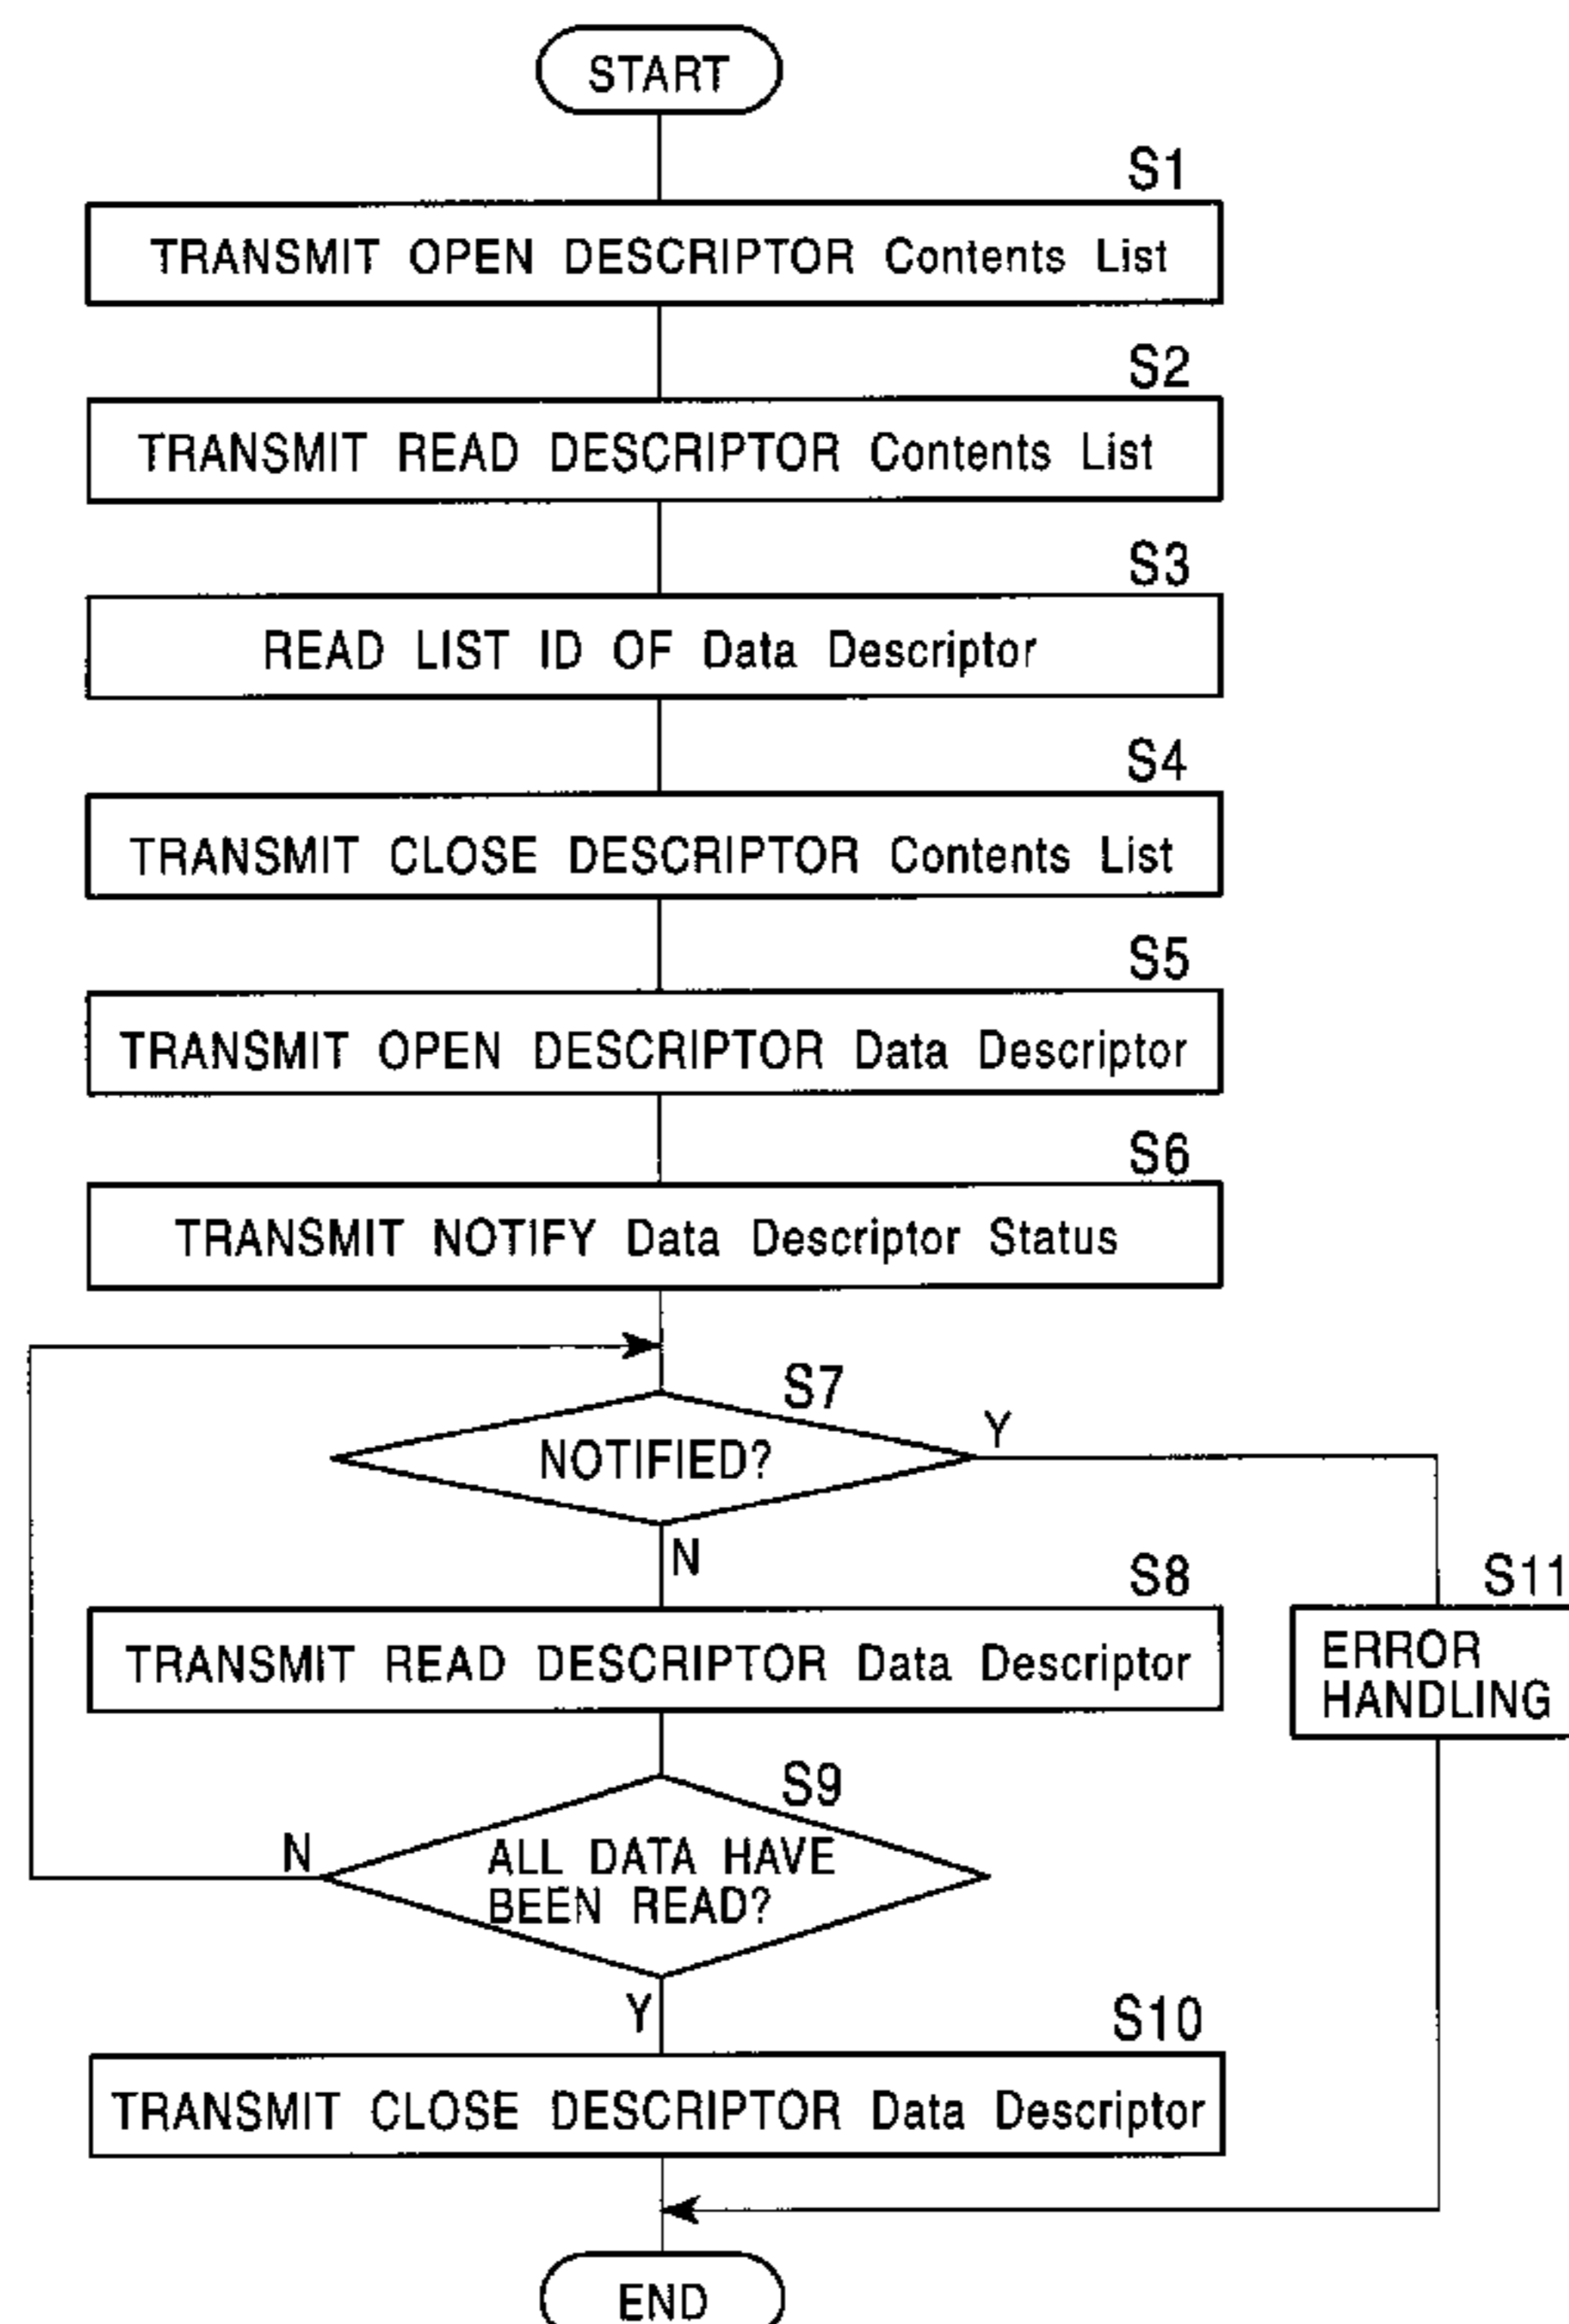 START
S1
TRANSMIT OPEN DESCRIPTOR Contents List
S2
TRANSMIT READ DESCRIPTOR Contents List
S3
READ LIST ID OF Data Descriptor
S4
TRANSMIT CLOSE DESCRIPTOR Contents List
S5
TRANSMIT OPEN DESCRIPTOR Data Descriptor
S6
TRANSMIT NOTIFY Data Descriptor Status
S7
NOTIFIED?
Y
N
S8
TRANSMIT READ DESCRIPTOR Data Descriptor
S11
ERROR
HANDLING
S9
ALL DATA HAVE
BEEN READ?
N
Y
S10
TRANSMIT CLOSE DESCRIPTOR Data Descriptor
END